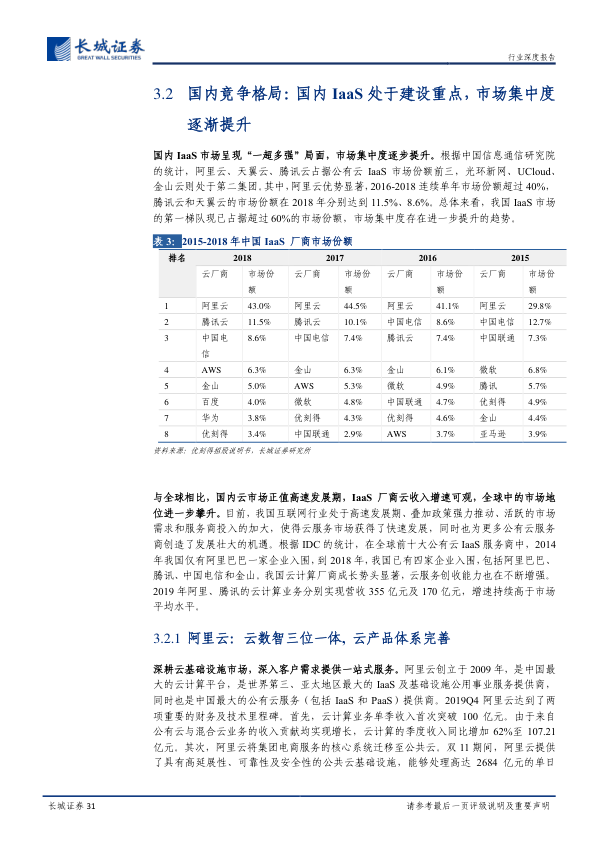 长城证券
GREAT WALL SECURITIES
行业深度报告
3.2 国内竞争格局：国内 IaaS 处于建设重点，市场集中度
逐渐提升
国内 IaaS 市场呈现“一超多强”局面，市场集中度逐步提升。根据中国信息通信研究院
的统计，阿里云、天翼云、腾讯云占据公有云 IaaS 市场份额前三，光环新网、UCloud、
金山云则处于第二集团。其中，阿里云优势显著，2016-2018 连续单年市场份额超过 40%，
腾讯云和天翼云的市场份额在 2018 年分别达到 11.5%、8.6%。总体来看，我国 IaaS 市场
的第一梯队现已占据超过 60%的市场份额，市场集中度存在进一步提升的趋势。
表 3：2015-2018 年中国 IaaS 厂商市场份额
排名 2018 2017 2016 2015
云厂商 市场份 云厂商 市场份 云厂商 市场份 云厂商 市场份
额 额 额 额
1 阿里云 43.0% 阿里云 44.5% 阿里云 41.1% 阿里云 29.8%
2 腾讯云 11.5% 腾讯云 10.1% 中国电信 8.6% 中国电信 12.7%
3 中国电 8.6% 中国电信 7.4% 腾讯云 7.4% 中国联通 7.3%
信
4 AWS 6.3% 金山 6.3% 金山 6.1% 微软 6.8%
5 金山 5.0% AWS 5.3% 微软 4.9% 腾讯 5.7%
6 百度 4.0% 微软 4.8% 中国联通 4.7% 优刻得 4.9%
7 华为 3.8% 优刻得 4.3% 优刻得 4.6% 金山 4.4%
8 优刻得 3.4% 中国联通 2.9% AWS 3.7% 亚马逊 3.9%
资料来源：优刻得招股说明书，长城证券研究所
与全球相比，国内云市场正值高速发展期，IaaS 厂商云收入增速可观，全球中的市场地
位进一步攀升。目前，我国互联网行业处于高速发展期、叠加政策强力推动、活跃的市场
需求和服务商投入的加大，使得云服务市场获得了快速发展，同时也为更多公有云服务
商创造了发展壮大的机遇。根据 IDC 的统计，在全球前十大公有云 IaaS 服务商中，2014
年我国仅有阿里巴巴一家企业入围，到 2018 年，我国已有四家企业入围，包括阿里巴巴、
腾讯、中国电信和金山。我国云计算厂商成长势头显著，云服务创收能力也在不断增强。
2019 年阿里、腾讯的云计算业务分别实现营收 355 亿元及 170 亿元，增速持续高于市场
平均水平。
3.2.1 阿里云：云数智三位一体，云产品体系完善
深耕云基础设施市场，深入客户需求提供一站式服务。阿里云创立于 2009 年，是中国最
大的云计算平台，是世界第三、亚太地区最大的 IaaS 及基础设施公用事业服务提供商，
同时也是中国最大的公有云服务（包括 IaaS 和 PaaS）提供商。2019Q4 阿里云达到了两
项重要的财务及技术里程碑。首先，云计算业务单季收入首次突破 100 亿元。由于来自
公有云与混合云业务的收入贡献均实现增长，云计算的季度收入同比增加 62%至 107.21
亿元。其次，阿里云将集团电商服务的核心系统迁移至公共云。双 11 期间，阿里云提供
了具有高延展性、可靠性及安全性的公共云基础设施，能够处理高达 2684 亿元的单日
长城证券 31
请参考最后一页评级说明及重要声明